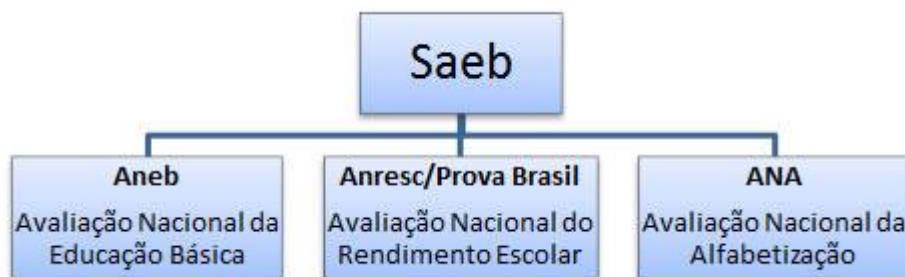 Saeb
Aneb
Avaliação Nacional da
Educação Básica
Anresc/Prova Brasil
Avaliação Nacional do
Rendimento Escolar
ANA
Avaliação Nacional da
Alfabetização